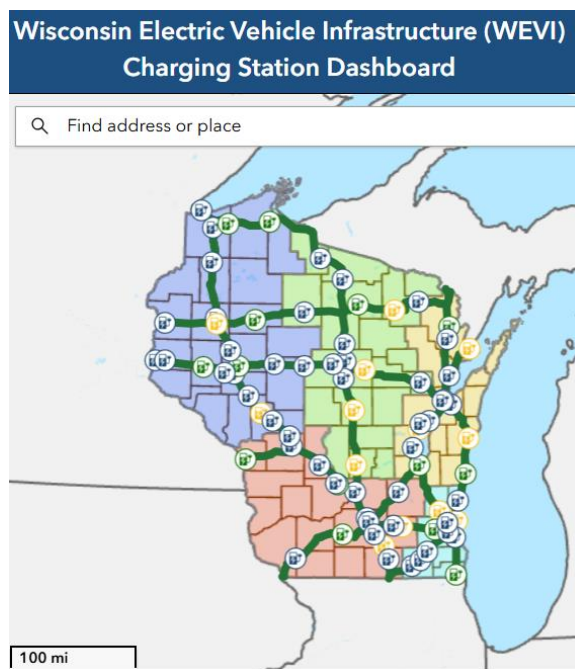 Wisconsin Electric Vehicle Infrastructure (WEVI)
Charging Station Dashboard
Find address or place
100 mi